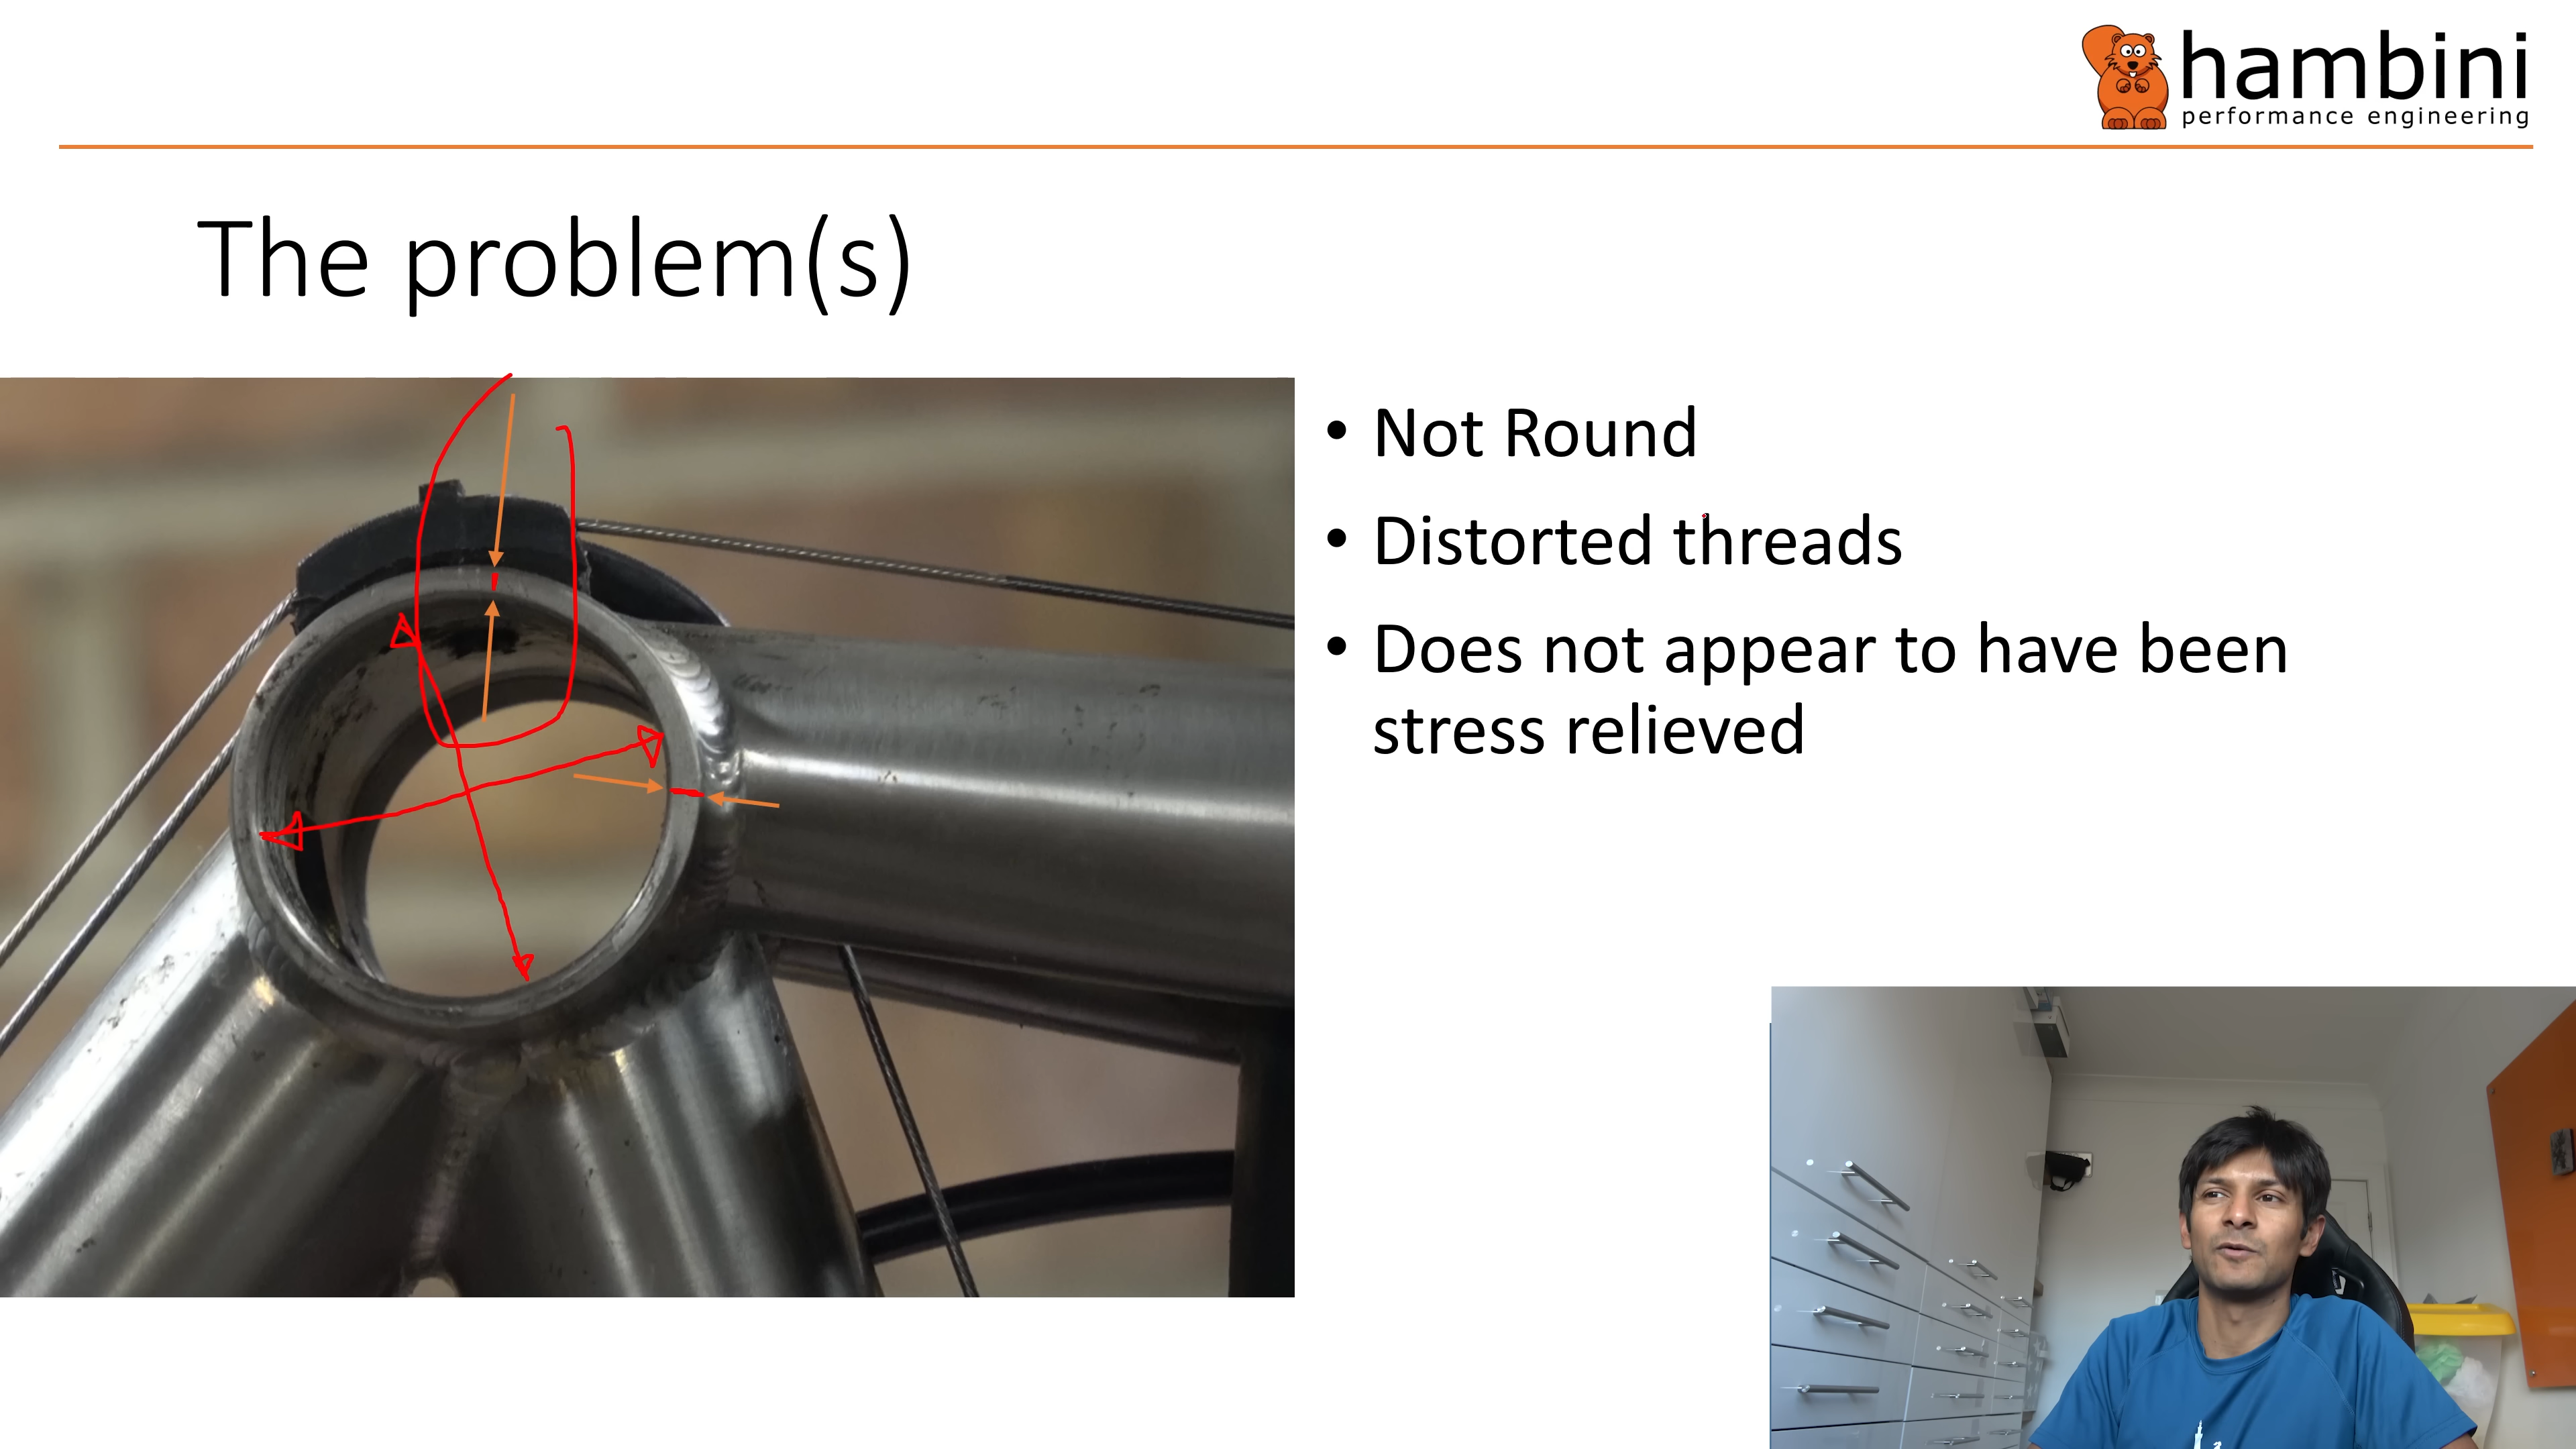 hambini
performance engineering
The problem(s)
• Not Round
• Distorted threads
• Does not appear to have been
stress relieved